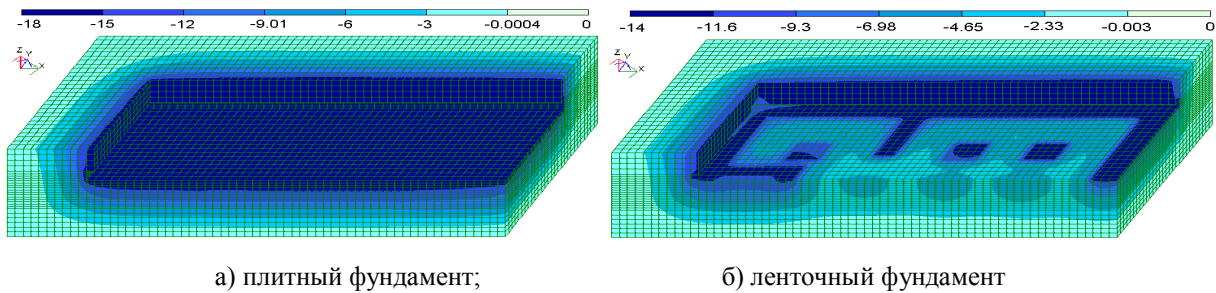 -18 -15 -12 -9.01 -6 -3 -0.0004 0
Z Y X
а) плитный фундамент;
-14 -11.6 -9.3 -6.98 -4.65 -2.33 -0.003 0
Z Y X
б) ленточный фундамент